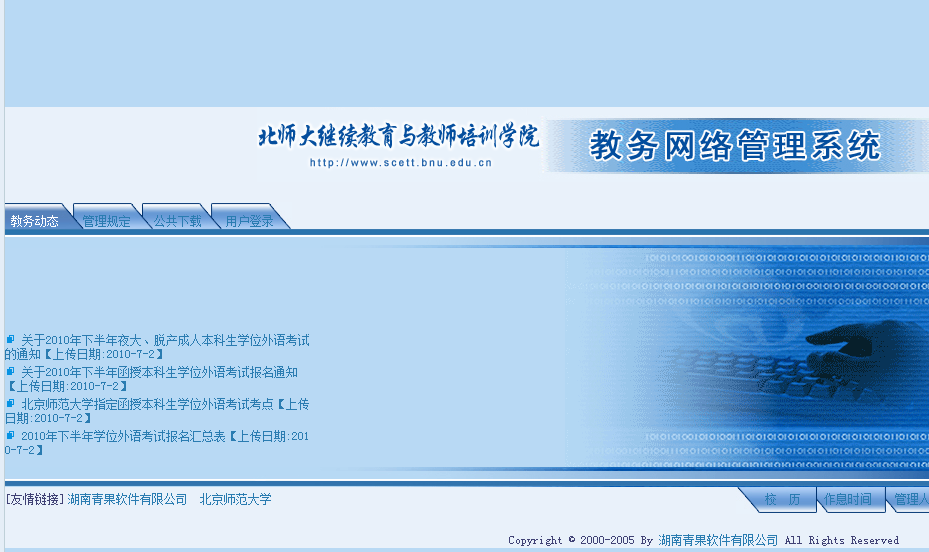 北师大继续教育与教师培训学院
http://www.scett.bnu.edu.cn
教务网络管理系统
教务动态 管理规定 公共下载 用户登录
关于2010年下半年夜大、脱产成人本科生学位外语考试
的通知【上传日期:2010-7-2】
关于2010年下半年函授本科生学位外语考试报名通知
【上传日期:2010-7-2】
北京师范大学指定函授本科生学位外语考试考点【上传
日期:2010-7-2】
2010年下半年学位外语考试报名汇总表【上传日期:201
0-7-2】
[友情链接] 湖南青果软件有限公司 北京师范大学
校 历 作息时间 管理人
Copyright © 2000-2005 By 湖南青果软件有限公司 All Rights Reserved